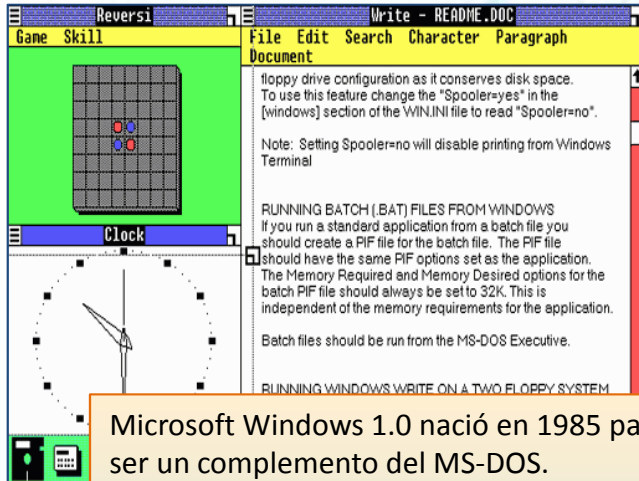 Reversi
Game Skill
Clock
Write - README.DOC
File Edit Search Character Paragraph
Document
floppy drive configuration as it conserves disk space.
To use this feature change the "Spooler=yes" in the
[windows] section of the WIN.INI file to read "Spooler=no".
Note: Setting Spooler=no will disable printing from Windows
Terminal
RUNNING BATCH (.BAT) FILES FROM WINDOWS
If you run a standard application from a batch file you
should create a PIF file for the batch file. The PIF file
should have the same PIF options set as the application.
The Memory Required and Memory Desired options for the
batch PIF file should always be set to 32K. This is
independent of the memory requirements for the application.
Batch files should be run from the MS-DOS Executive.
RUNNING WINDOWS WRITE ON A TWO FLOPPY SYSTEM
Microsoft Windows 1.0 nació en 1985 pa
ser un complemento del MS-DOS.